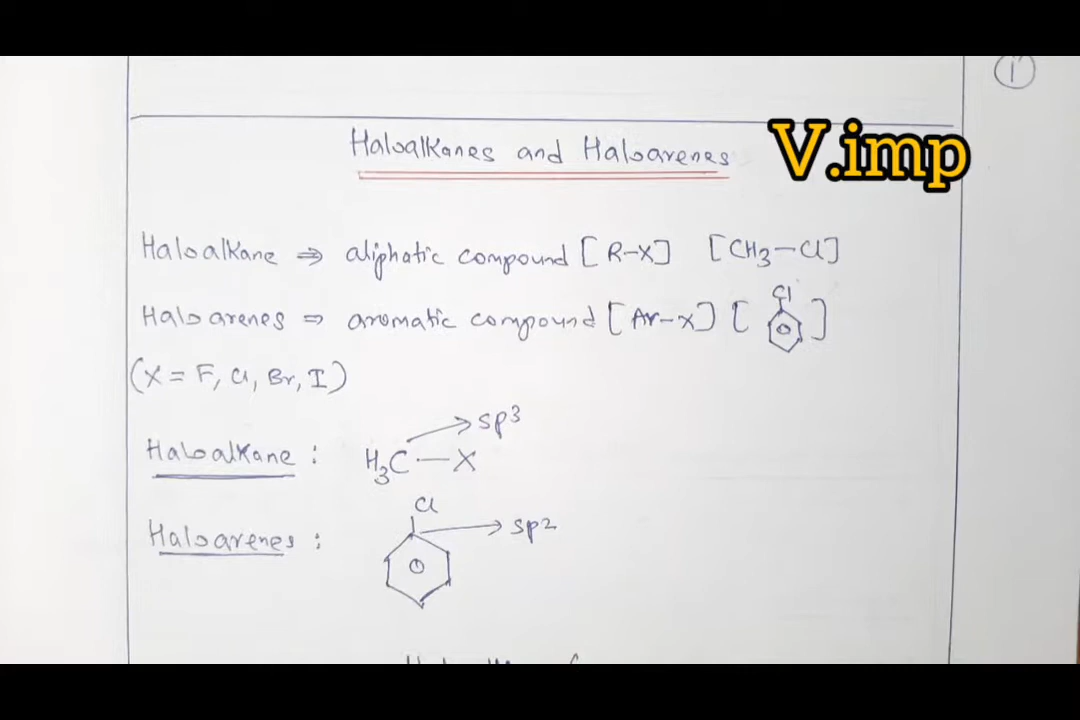 1
Haloalkanes and Haloarenes
V.imp
Haloalkane ⇒ aliphatic compound [R-X] [CH3-Cl]
Cl
Haloarenes ⇒ aromatic compound [Ar-X] [ ]
(X = F, Cl, Br, I)
sp3
Haloalkane : H3C-X
Cl
Haloarenes : sp2